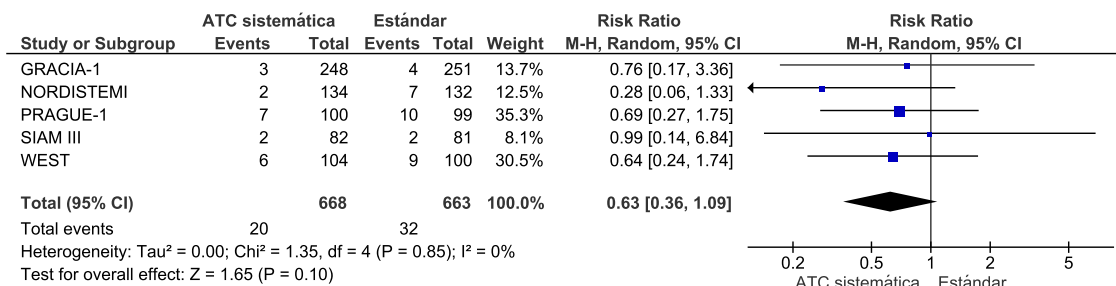 ATC sistemática Estándar Risk Ratio Risk Ratio
Study or Subgroup Events Total Events Total Weight M-H, Random, 95% CI M-H, Random, 95% CI
GRACIA-1 3 248 4 251 13.7% 0.76 [0.17, 3.36]
NORDISTEMI 2 134 7 132 12.5% 0.28 [0.06, 1.33]
PRAGUE-1 7 100 10 99 35.3% 0.69 [0.27, 1.75]
SIAM III 2 82 2 81 8.1% 0.99 [0.14, 6.84]
WEST 6 104 9 100 30.5% 0.64 [0.24, 1.74]
Total (95% CI) 668 663 100.0% 0.63 [0.36, 1.09]
Total events 20 32
Heterogeneity: Tau² = 0.00; Chi² = 1.35, df = 4 (P = 0.85); I² = 0%
Test for overall effect: Z = 1.65 (P = 0.10)
0.2 0.5 1 2 5
ATC sistemática Estándar